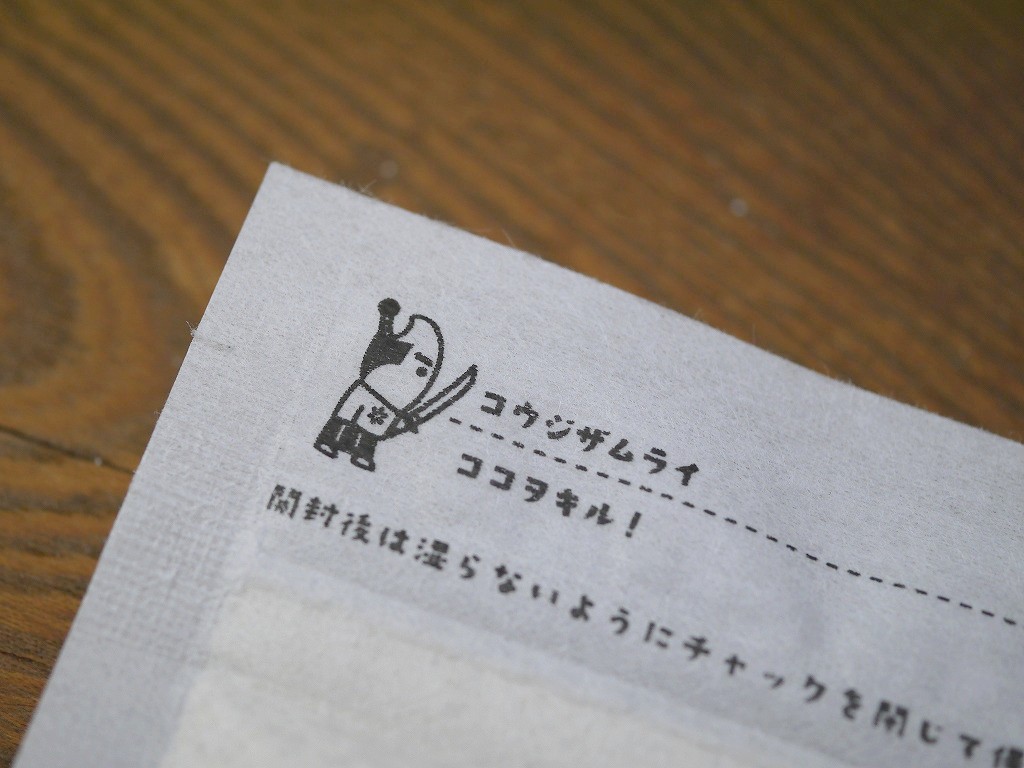 コウジザムライ
ココヲキル!
開封後は湿らないようにチャックを閉じて保